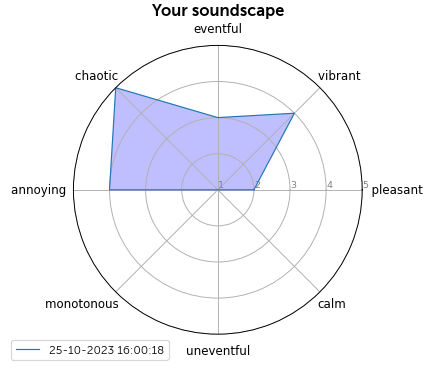 Your soundscape
eventful
chaotic
vibrant
annoying
1 2 3 4 5
pleasant
monotonous
calm
25-10-2023 16:00:18
uneventful